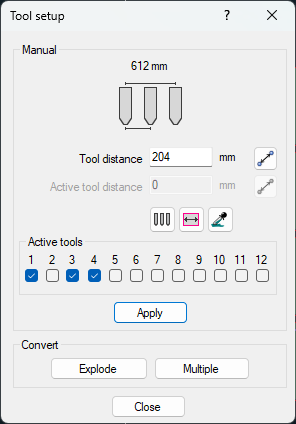 Tool setup
Manual
612 mm
Tool distance 204 mm
Active tool distance 0 mm
Active tools
1 2 3 4 5 6 7 8 9 10 11 12
Apply
Convert
Explode Multiple
Close